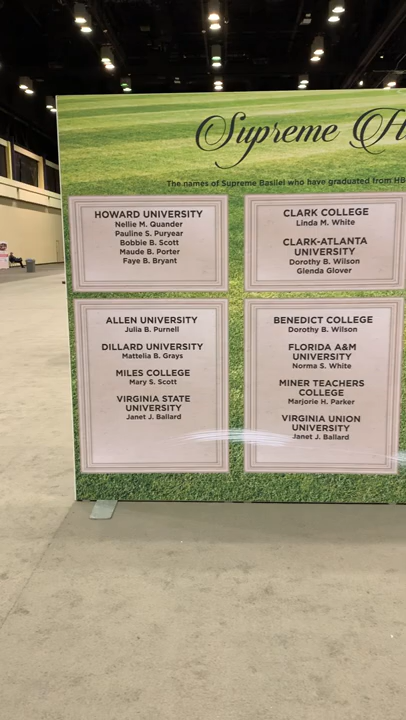 Supreme H
The names of Supreme Basilei who have graduated from HB
HOWARD UNIVERSITY
Nellie M. Quander
Pauline S. Puryear
Bobbie B. Scott
Maude B. Porter
Faye B. Bryant
CLARK COLLEGE
Linda M. White
CLARK-ATLANTA
UNIVERSITY
Dorothy B. Wilson
Glenda Glover
ALLEN UNIVERSITY
Julia B. Purnell
DILLARD UNIVERSITY
Mattelia B. Grays
MILES COLLEGE
Mary S. Scott
VIRGINIA STATE
UNIVERSITY
Janet J. Ballard
BENEDICT COLLEGE
Dorothy B. Wilson
FLORIDA A&M
UNIVERSITY
Norma S. White
MINER TEACHERS
COLLEGE
Marjorie H. Parker
VIRGINIA UNION
UNIVERSITY
Janet J. Ballard